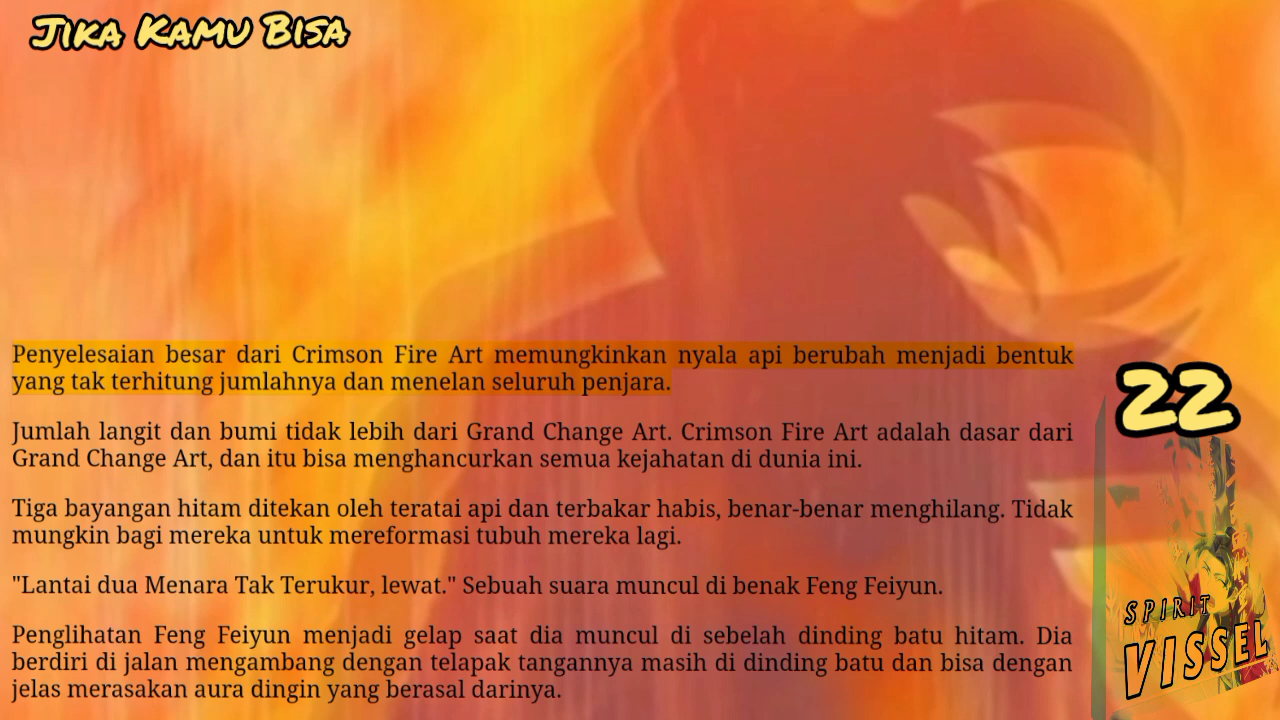 Jika Kamu Bisa
Penyelesaian besar dari Crimson Fire Art memungkinkan nyala api berubah menjadi bentuk
yang tak terhitung jumlahnya dan menelan seluruh penjara.
Jumlah langit dan bumi tidak lebih dari Grand Change Art. Crimson Fire Art adalah dasar dari
Grand Change Art, dan itu bisa menghancurkan semua kejahatan di dunia ini.
Tiga bayangan hitam ditekan oleh teratai api dan terbakar habis, benar-benar menghilang. Tidak
mungkin bagi mereka untuk mereformasi tubuh mereka lagi.
"Lantai dua Menara Tak Terukur, lewat." Sebuah suara muncul di benak Feng Feiyun.
Penglihatan Feng Feiyun menjadi gelap saat dia muncul di sebelah dinding batu hitam. Dia
berdiri di jalan mengambang dengan telapak tangannya masih di dinding batu dan bisa dengan
jelas merasakan aura dingin yang berasal darinya.
22
SPIRIT
VISSEL